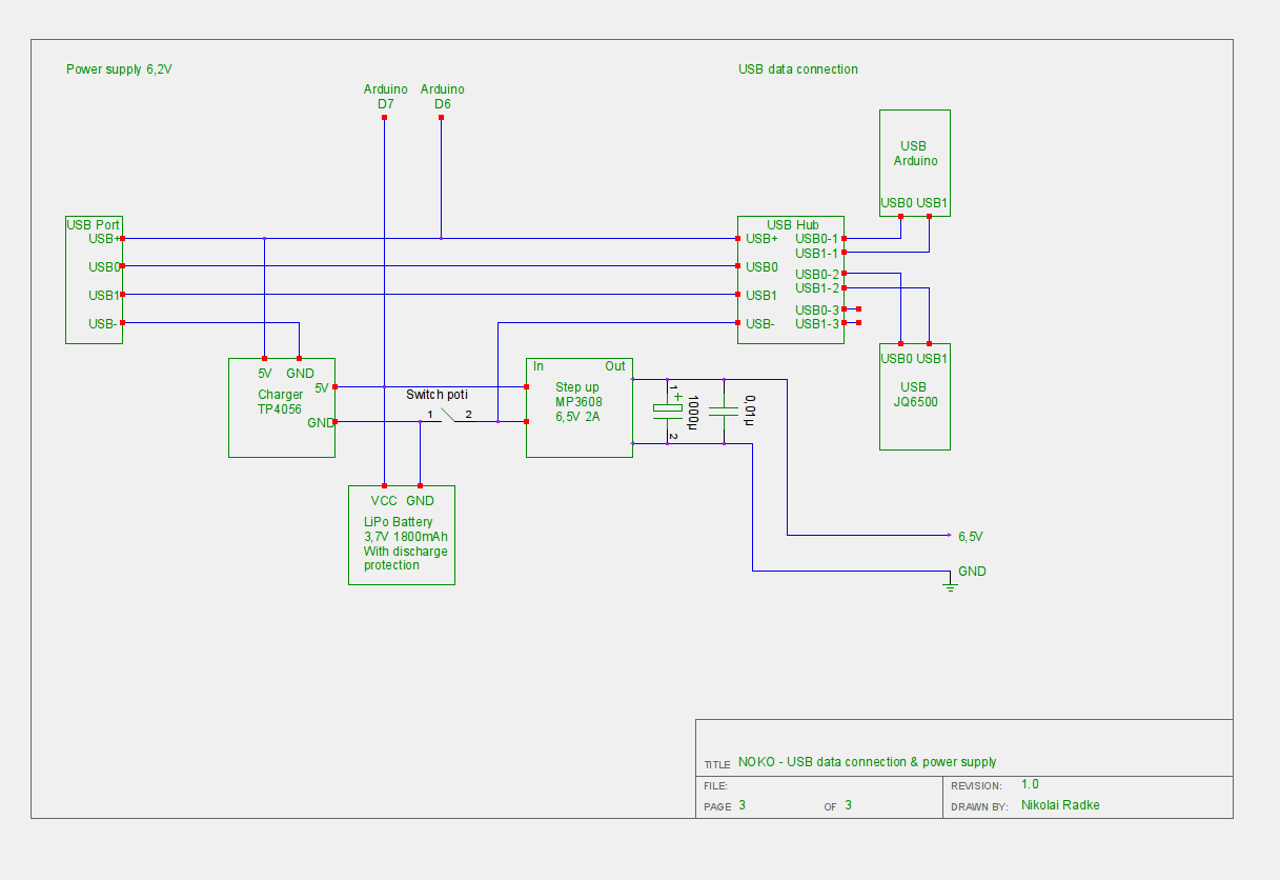 Power supply 6,2V
USB data connection
Arduino
D7
Arduino
D6
USB
Arduino
USB0 USB1
USB Port
USB+
USB0
USB1
USB-
USB Hub
USB+
USB0
USB1
USB-
USB0-1
USB1-1
USB0-2
USB1-2
USB0-3
USB1-3
5V GND
5V
Charger
TP4056
GND
Switch poti
1 2
In Out
Step up
MP3608
6,5V 2A
1
+
2
1000µ
0,01µ
USB0 USB1
USB
JQ6500
VCC GND
LiPo Battery
3,7V 1800mAh
With discharge
protection
6,5V
GND
TITLE NOKO - USB data connection & power supply
FILE:
REVISION: 1.0
PAGE 3 OF 3
DRAWN BY: Nikolai Radke